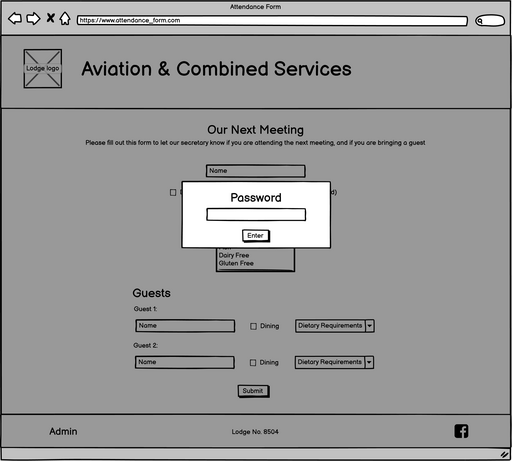 Attendance Form
https://www.attendance_form.com
Lodge logo
Aviation & Combined Services
Our Next Meeting
Please fill out this form to let our secretary know if you are attending the next meeting, and if you are bringing a guest
Name
Password
Enter
Dairy Free
Gluten Free
Guests
Guest 1:
Name
Dining
Dietary Requirements
Guest 2:
Name
Dining
Dietary Requirements
Submit
Admin
Lodge No. 8504